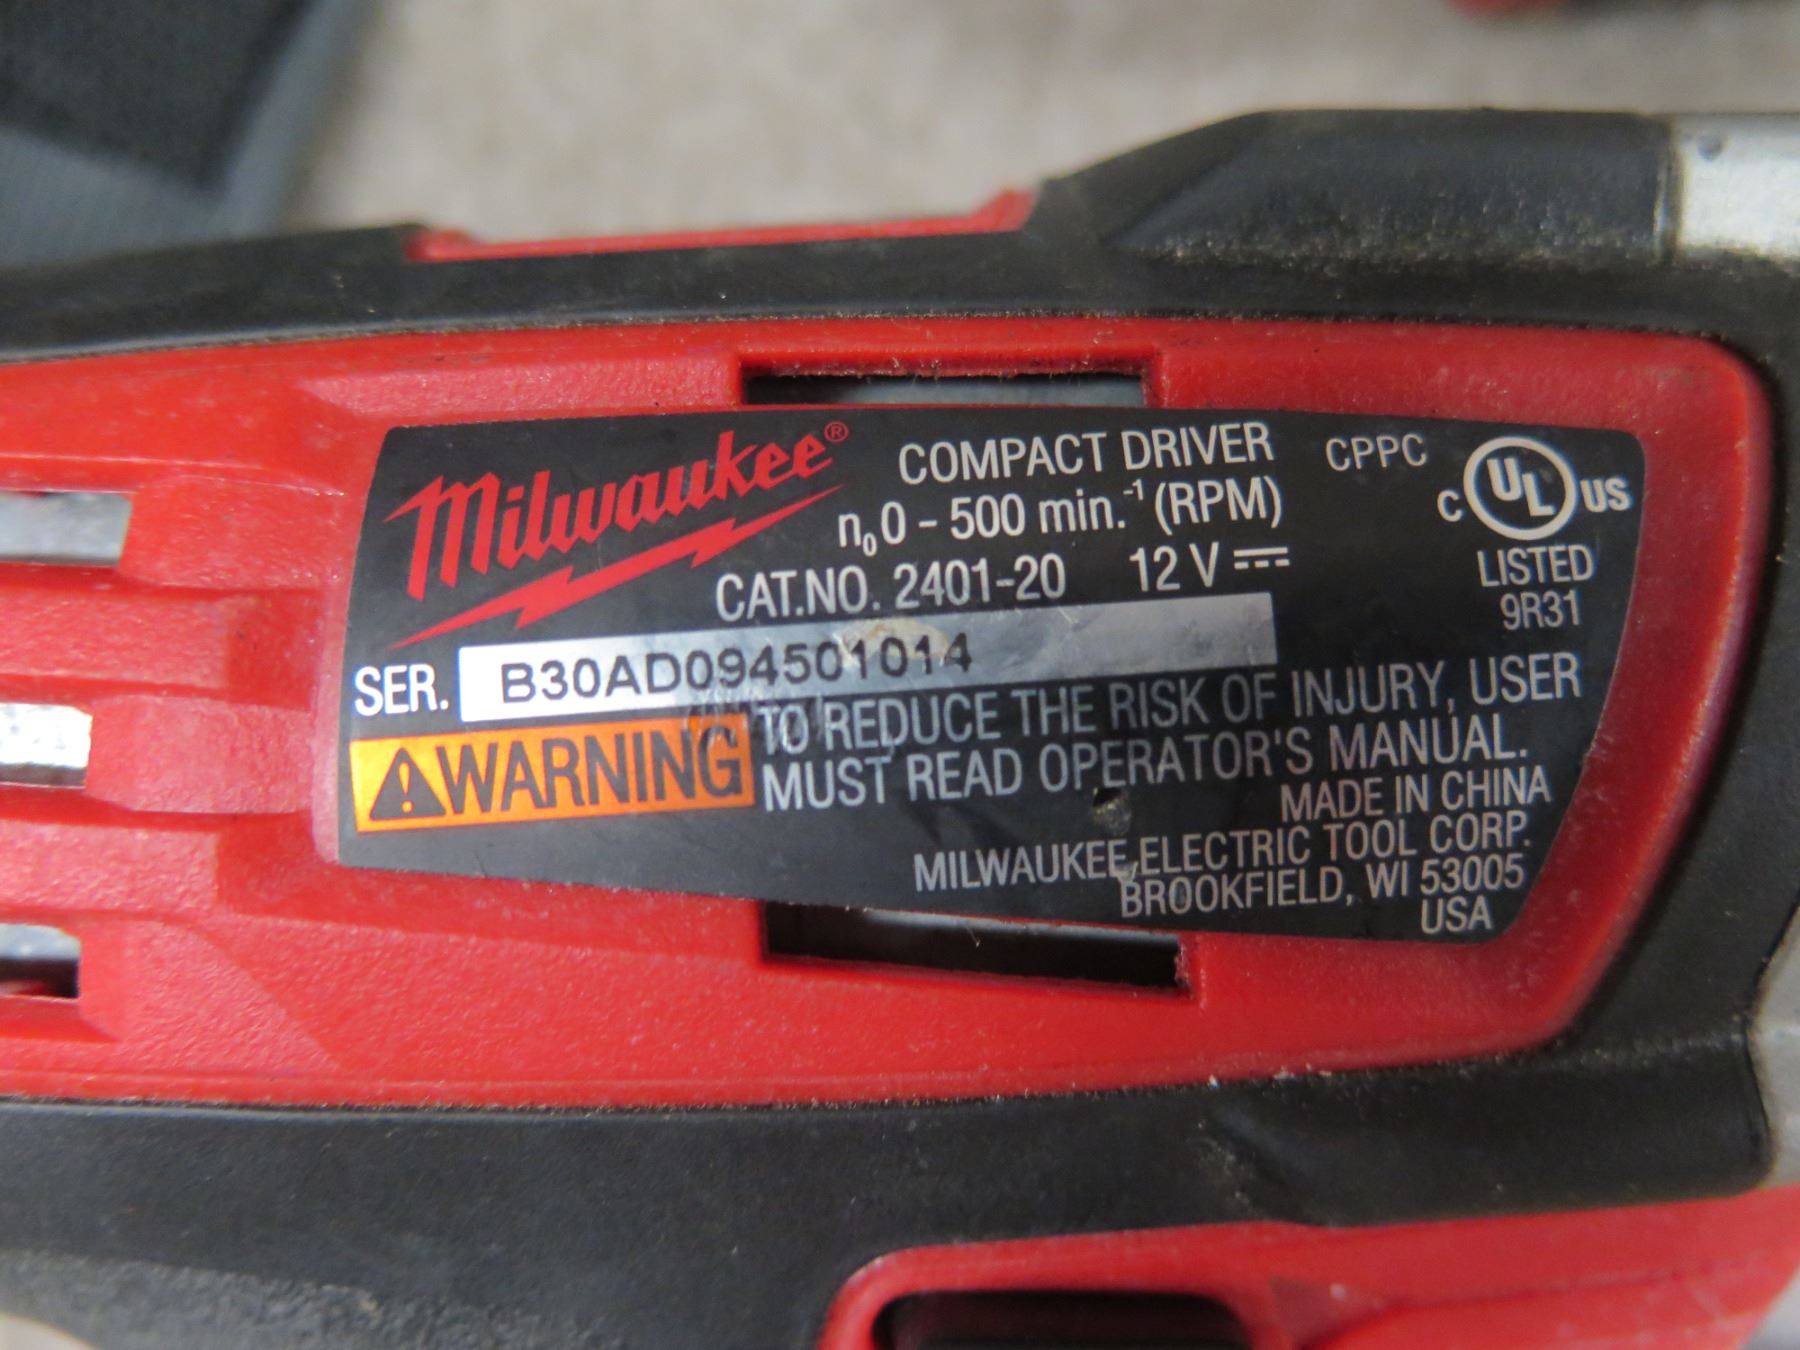 Milwaukee®
COMPACT DRIVER
n₀ 0 - 500 min.⁻¹ (RPM)
CAT.NO. 2401-20 12 V ⎓
CPPC
C UL US
LISTED
9R31
SER. B30AD094501014
⚠WARNING
TO REDUCE THE RISK OF INJURY, USER
MUST READ OPERATOR'S MANUAL.
MADE IN CHINA
MILWAUKEE ELECTRIC TOOL CORP.
BROOKFIELD, WI 53005
USA